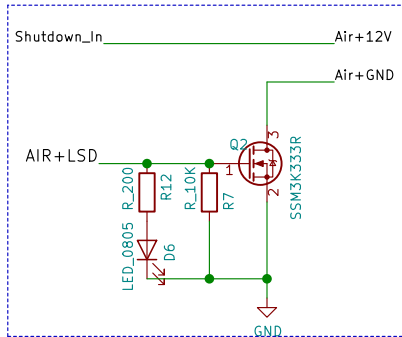 Shutdown_In
Air+12V
Air+GND
AIR+LSD
Q2
1
3
2
SSM3K333R
R_200
R12
R_10K
R7
LED_0805
D6
GND